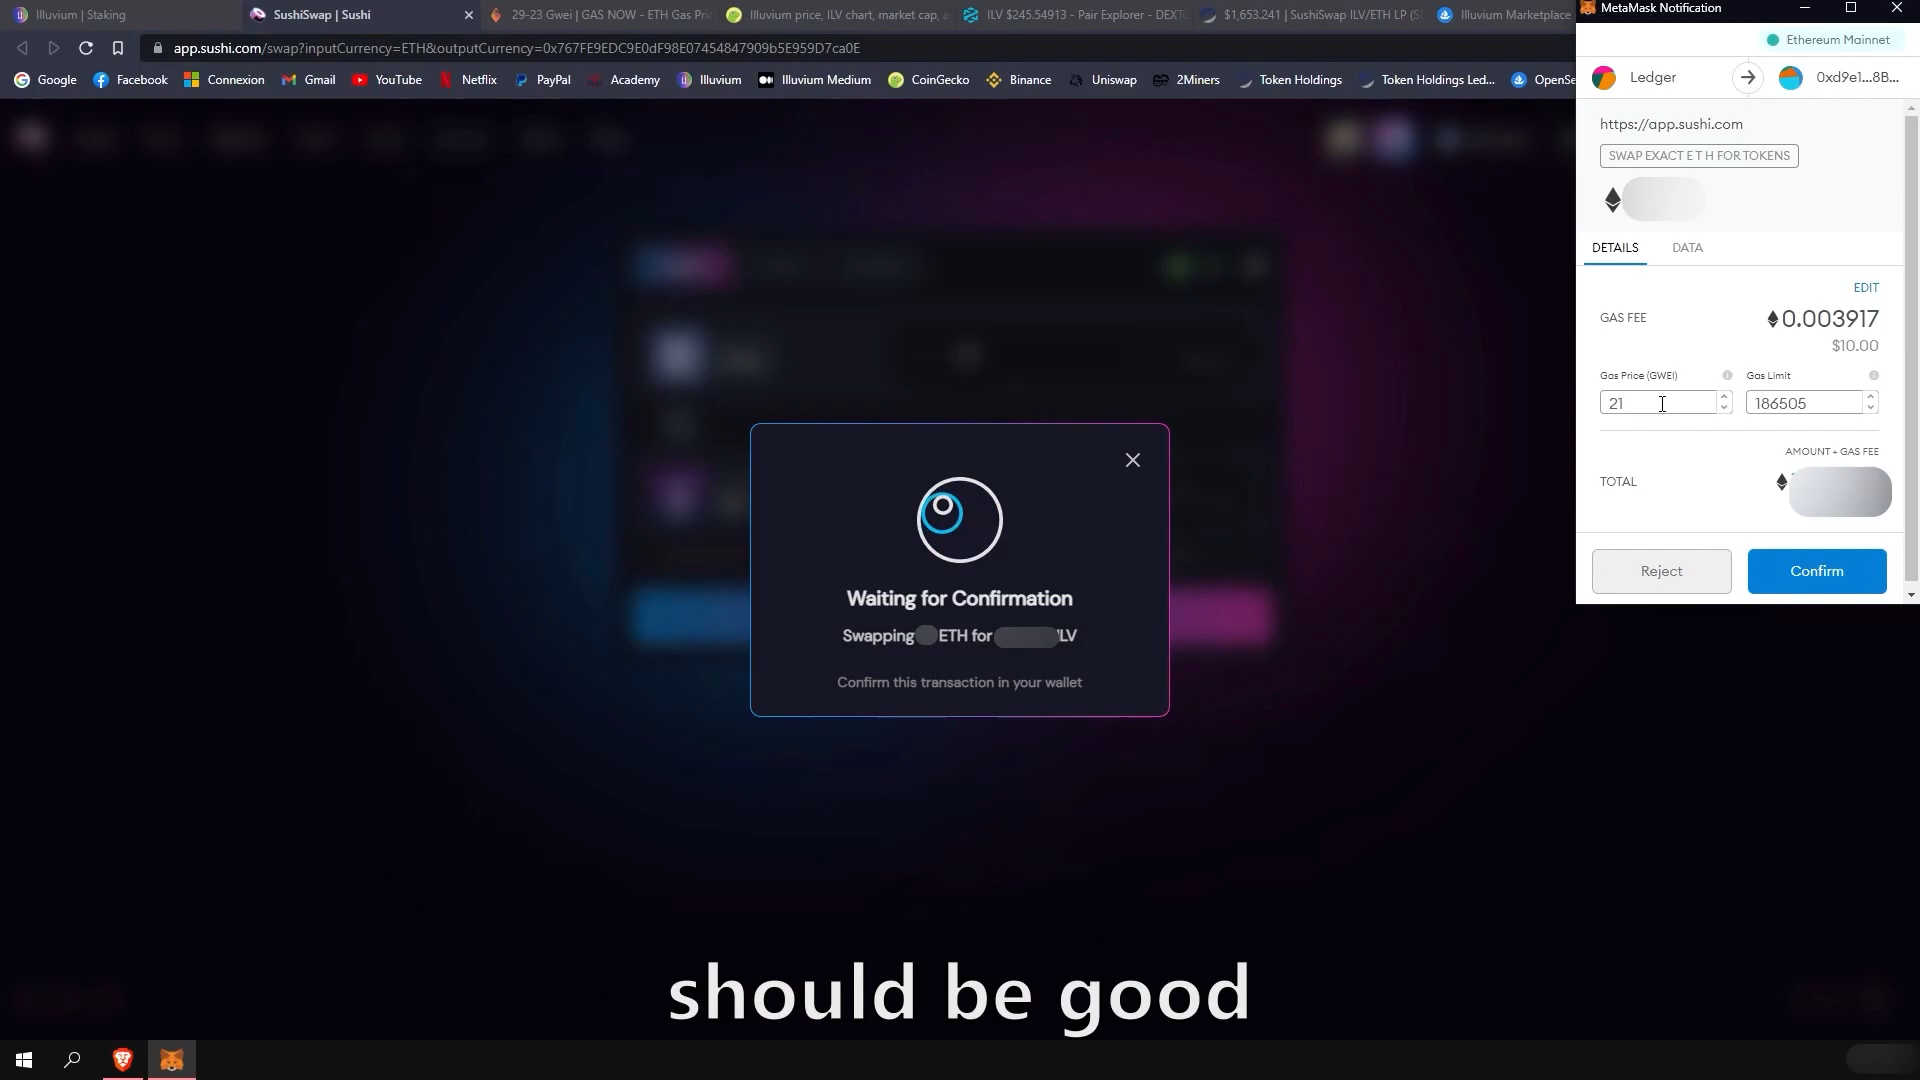 Illuvium | Staking
SushiSwap | Sushi
29-23 Gwei | GAS NOW - ETH Gas Pri
Illuvium price, ILV chart, market cap, a
ILV $245.54913 - Pair Explorer - DEXT
$1,653.241 | SushiSwap ILV/ETH LP (S
Illuvium Marketplace
app.sushi.com/swap?inputCurrency=ETH&outputCurrency=0x767FE9EDC9E0dF98E07454847909b5E959D7ca0E
Google
Facebook
Connexion
Gmail
YouTube
Netflix
PayPal
Academy
Illuvium
Illuvium Medium
CoinGecko
Binance
Uniswap
2Miners
Token Holdings
Token Holdings Led...
OpenSe
MetaMask Notification
Ethereum Mainnet
Ledger
0xd9e1...8B...
https://app.sushi.com
SWAP EXACT E T H FOR TOKENS
DETAILS
DATA
EDIT
GAS FEE
0.003917
$10.00
Gas Price (GWEI)
Gas Limit
21
186505
AMOUNT + GAS FEE
TOTAL
Reject
Confirm
Waiting for Confirmation
Swapping ETH for ILV
Confirm this transaction in your wallet
should be good